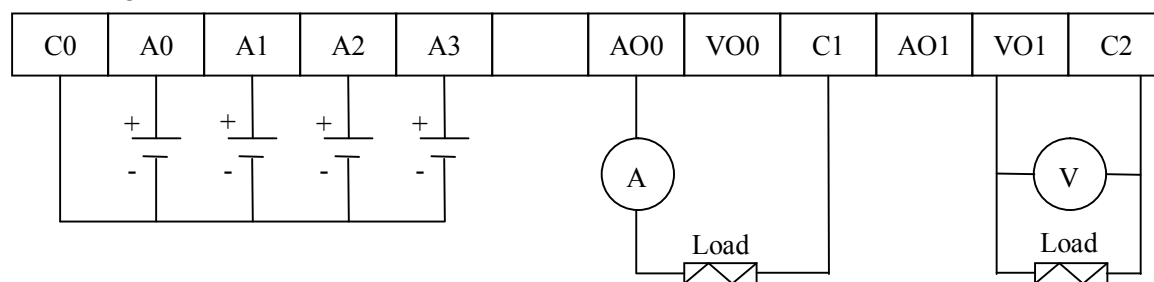 C0 A0 A1 A2 A3 AO0 VO0 C1 AO1 VO1 C2
+ + + +
- - - -
A V
Load Load